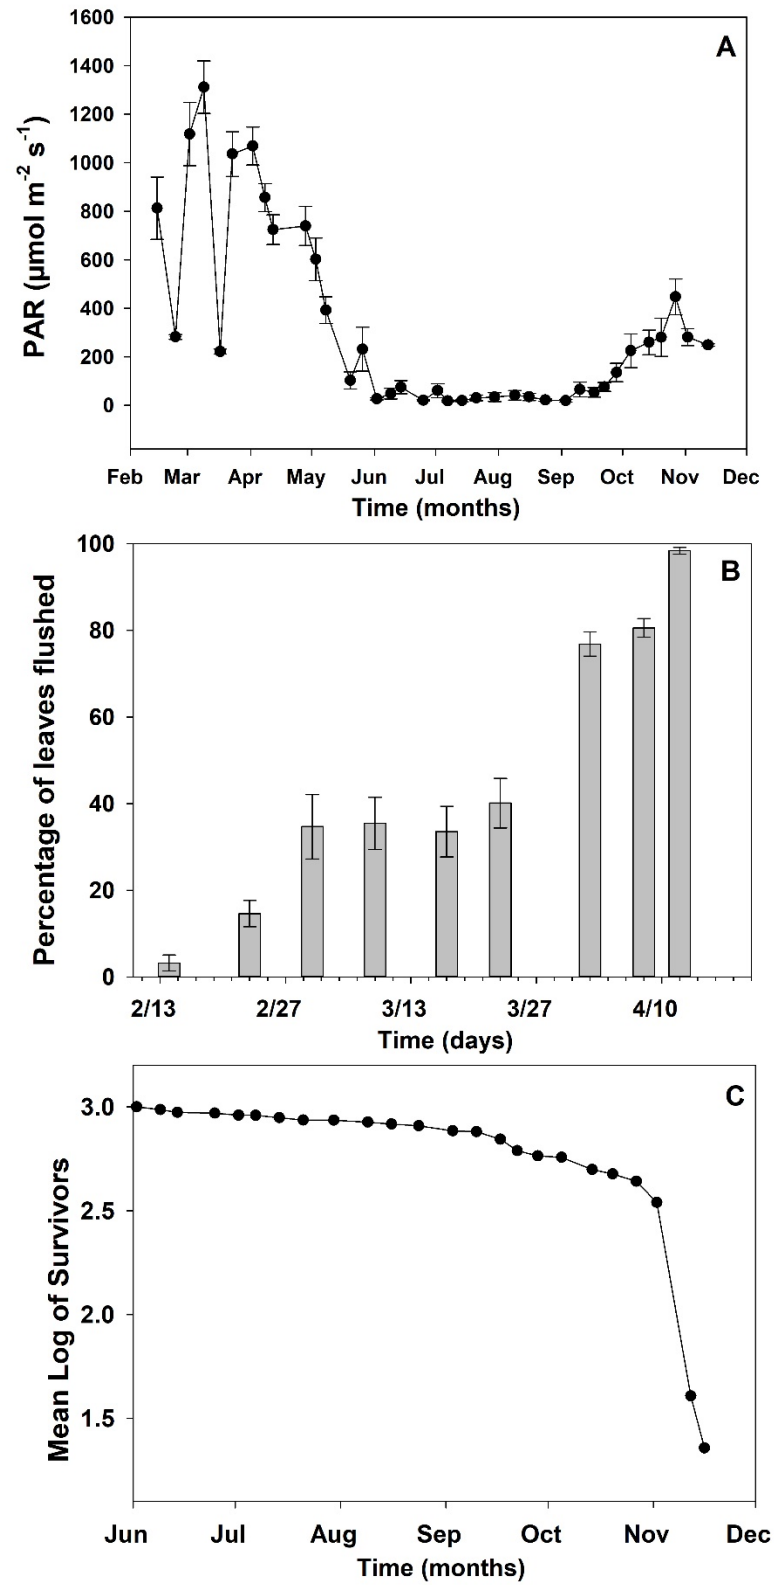 A
PAR (µmol m-2 s-1)
1600
1400
1200
1000
800
600
400
200
0
Feb Mar Apr May Jun Jul Aug Sep Oct Nov Dec
Time (months)
B
Percentage of leaves flushed
100
80
60
40
20
0
2/13 2/27 3/13 3/27 4/10
Time (days)
C
Mean Log of Survivors
3.0
2.5
2.0
1.5
Jun Jul Aug Sep Oct Nov Dec
Time (months)